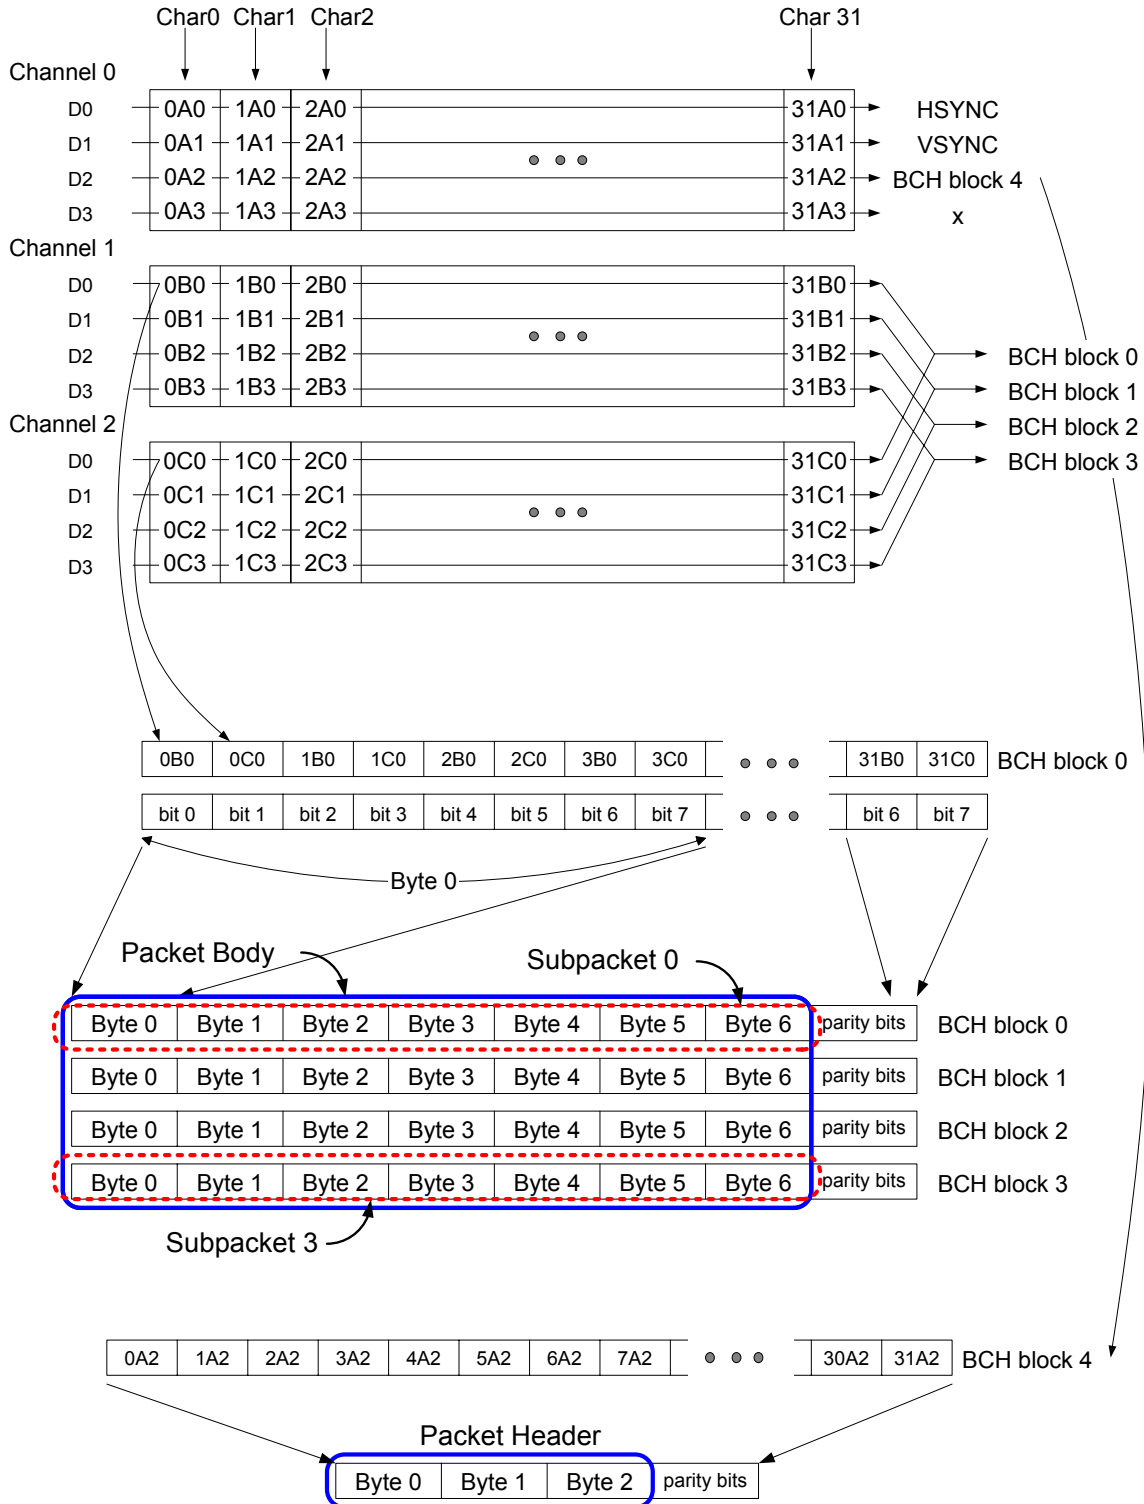 Char0 Char1 Char2 Char 31
Channel 0
D0 0A0 1A0 2A0 31A0 HSYNC
D1 0A1 1A1 2A1 31A1 VSYNC
D2 0A2 1A2 2A2 31A2 BCH block 4
D3 0A3 1A3 2A3 31A3 x
Channel 1
D0 0B0 1B0 2B0 31B0
D1 0B1 1B1 2B1 31B1
D2 0B2 1B2 2B2 31B2 BCH block 0
D3 0B3 1B3 2B3 31B3 BCH block 1
Channel 2 BCH block 2
D0 0C0 1C0 2C0 31C0 BCH block 3
D1 0C1 1C1 2C1 31C1
D2 0C2 1C2 2C2 31C2
D3 0C3 1C3 2C3 31C3
0B0 0C0 1B0 1C0 2B0 2C0 3B0 3C0 31B0 31C0 BCH block 0
bit 0 bit 1 bit 2 bit 3 bit 4 bit 5 bit 6 bit 7 bit 6 bit 7
Byte 0
Packet Body Subpacket 0
Byte 0 Byte 1 Byte 2 Byte 3 Byte 4 Byte 5 Byte 6 parity bits BCH block 0
Byte 0 Byte 1 Byte 2 Byte 3 Byte 4 Byte 5 Byte 6 parity bits BCH block 1
Byte 0 Byte 1 Byte 2 Byte 3 Byte 4 Byte 5 Byte 6 parity bits BCH block 2
Byte 0 Byte 1 Byte 2 Byte 3 Byte 4 Byte 5 Byte 6 parity bits BCH block 3
Subpacket 3
0A2 1A2 2A2 3A2 4A2 5A2 6A2 7A2 30A2 31A2 BCH block 4
Packet Header
Byte 0 Byte 1 Byte 2 parity bits